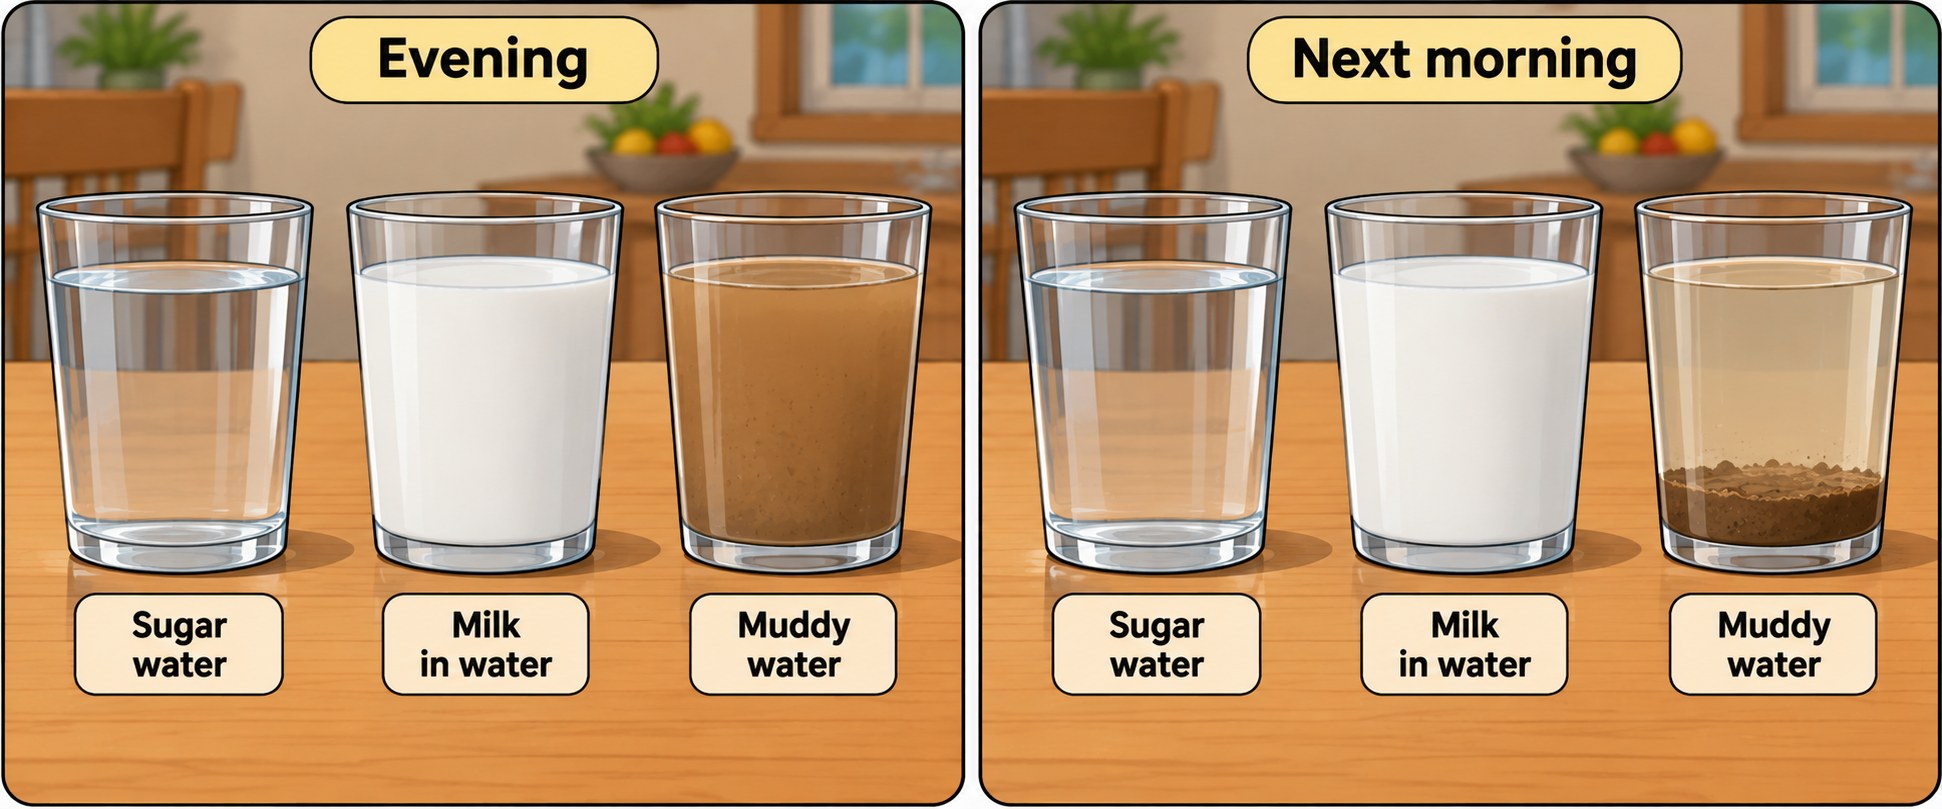 Evening
Sugar
water
Milk
in water
Muddy
water
Next morning
Sugar
water
Milk
in water
Muddy
water